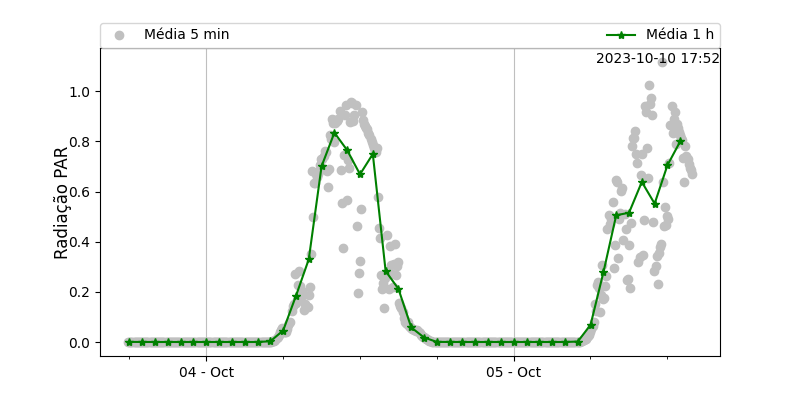 Média 5 min
Média 1 h
2023-10-10 17:52
Radiação PAR
1.0
0.8
0.6
0.4
0.2
0.0
04 - Oct
05 - Oct